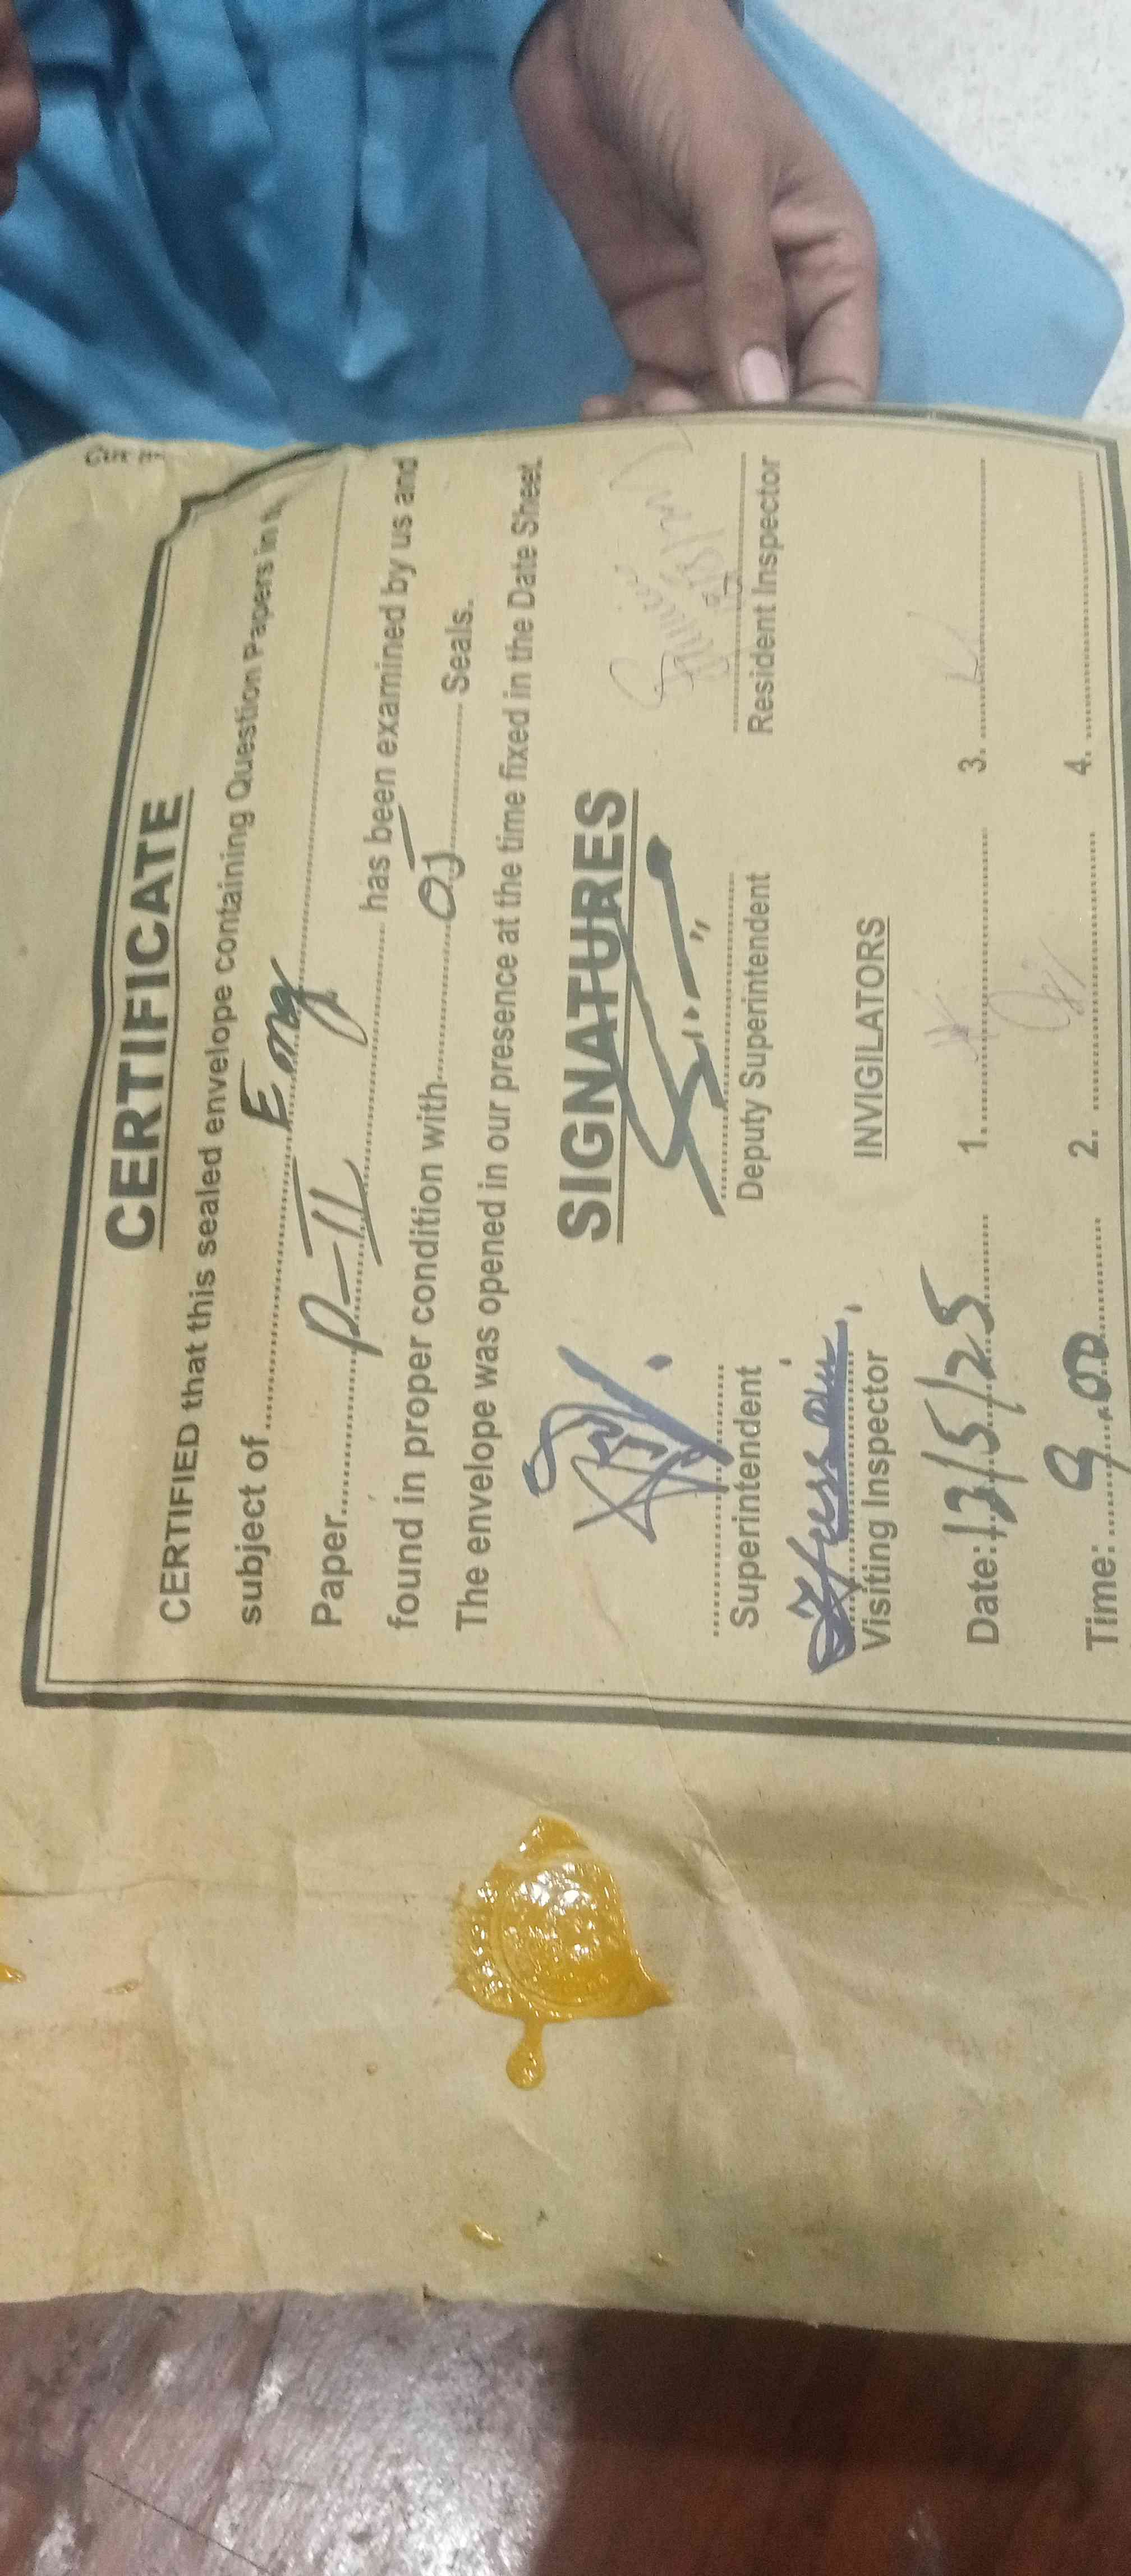 CERTIFICATE
CERTIFIED that this sealed envelope containing Question Papers in
subject of Eng
Paper P-II has been examined by us and
found in proper condition with 05 Seals.
The envelope was opened in our presence at the time fixed in the Date Sheet.
SIGNATURES
Superintendent Deputy Superintendent Resident Inspector
Visiting Inspector
INVIGILATORS
Date: 13/5/25 1. 3.
Time: 9.00 2. 4.